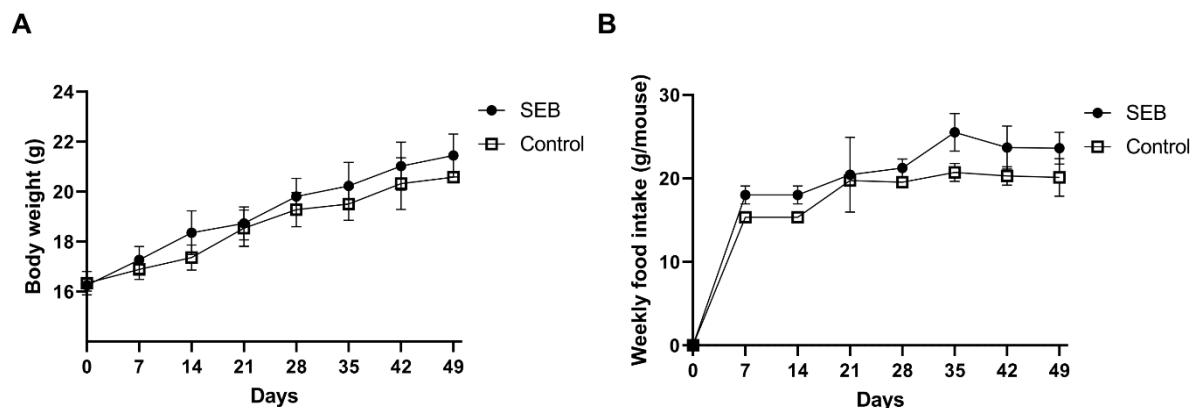 A
Body weight (g)
24
22
20
18
16
0 7 14 21 28 35 42 49
Days
SEB
Control
B
Weekly food intake (g/mouse)
30
20
10
0
0 7 14 21 28 35 42 49
Days
SEB
Control